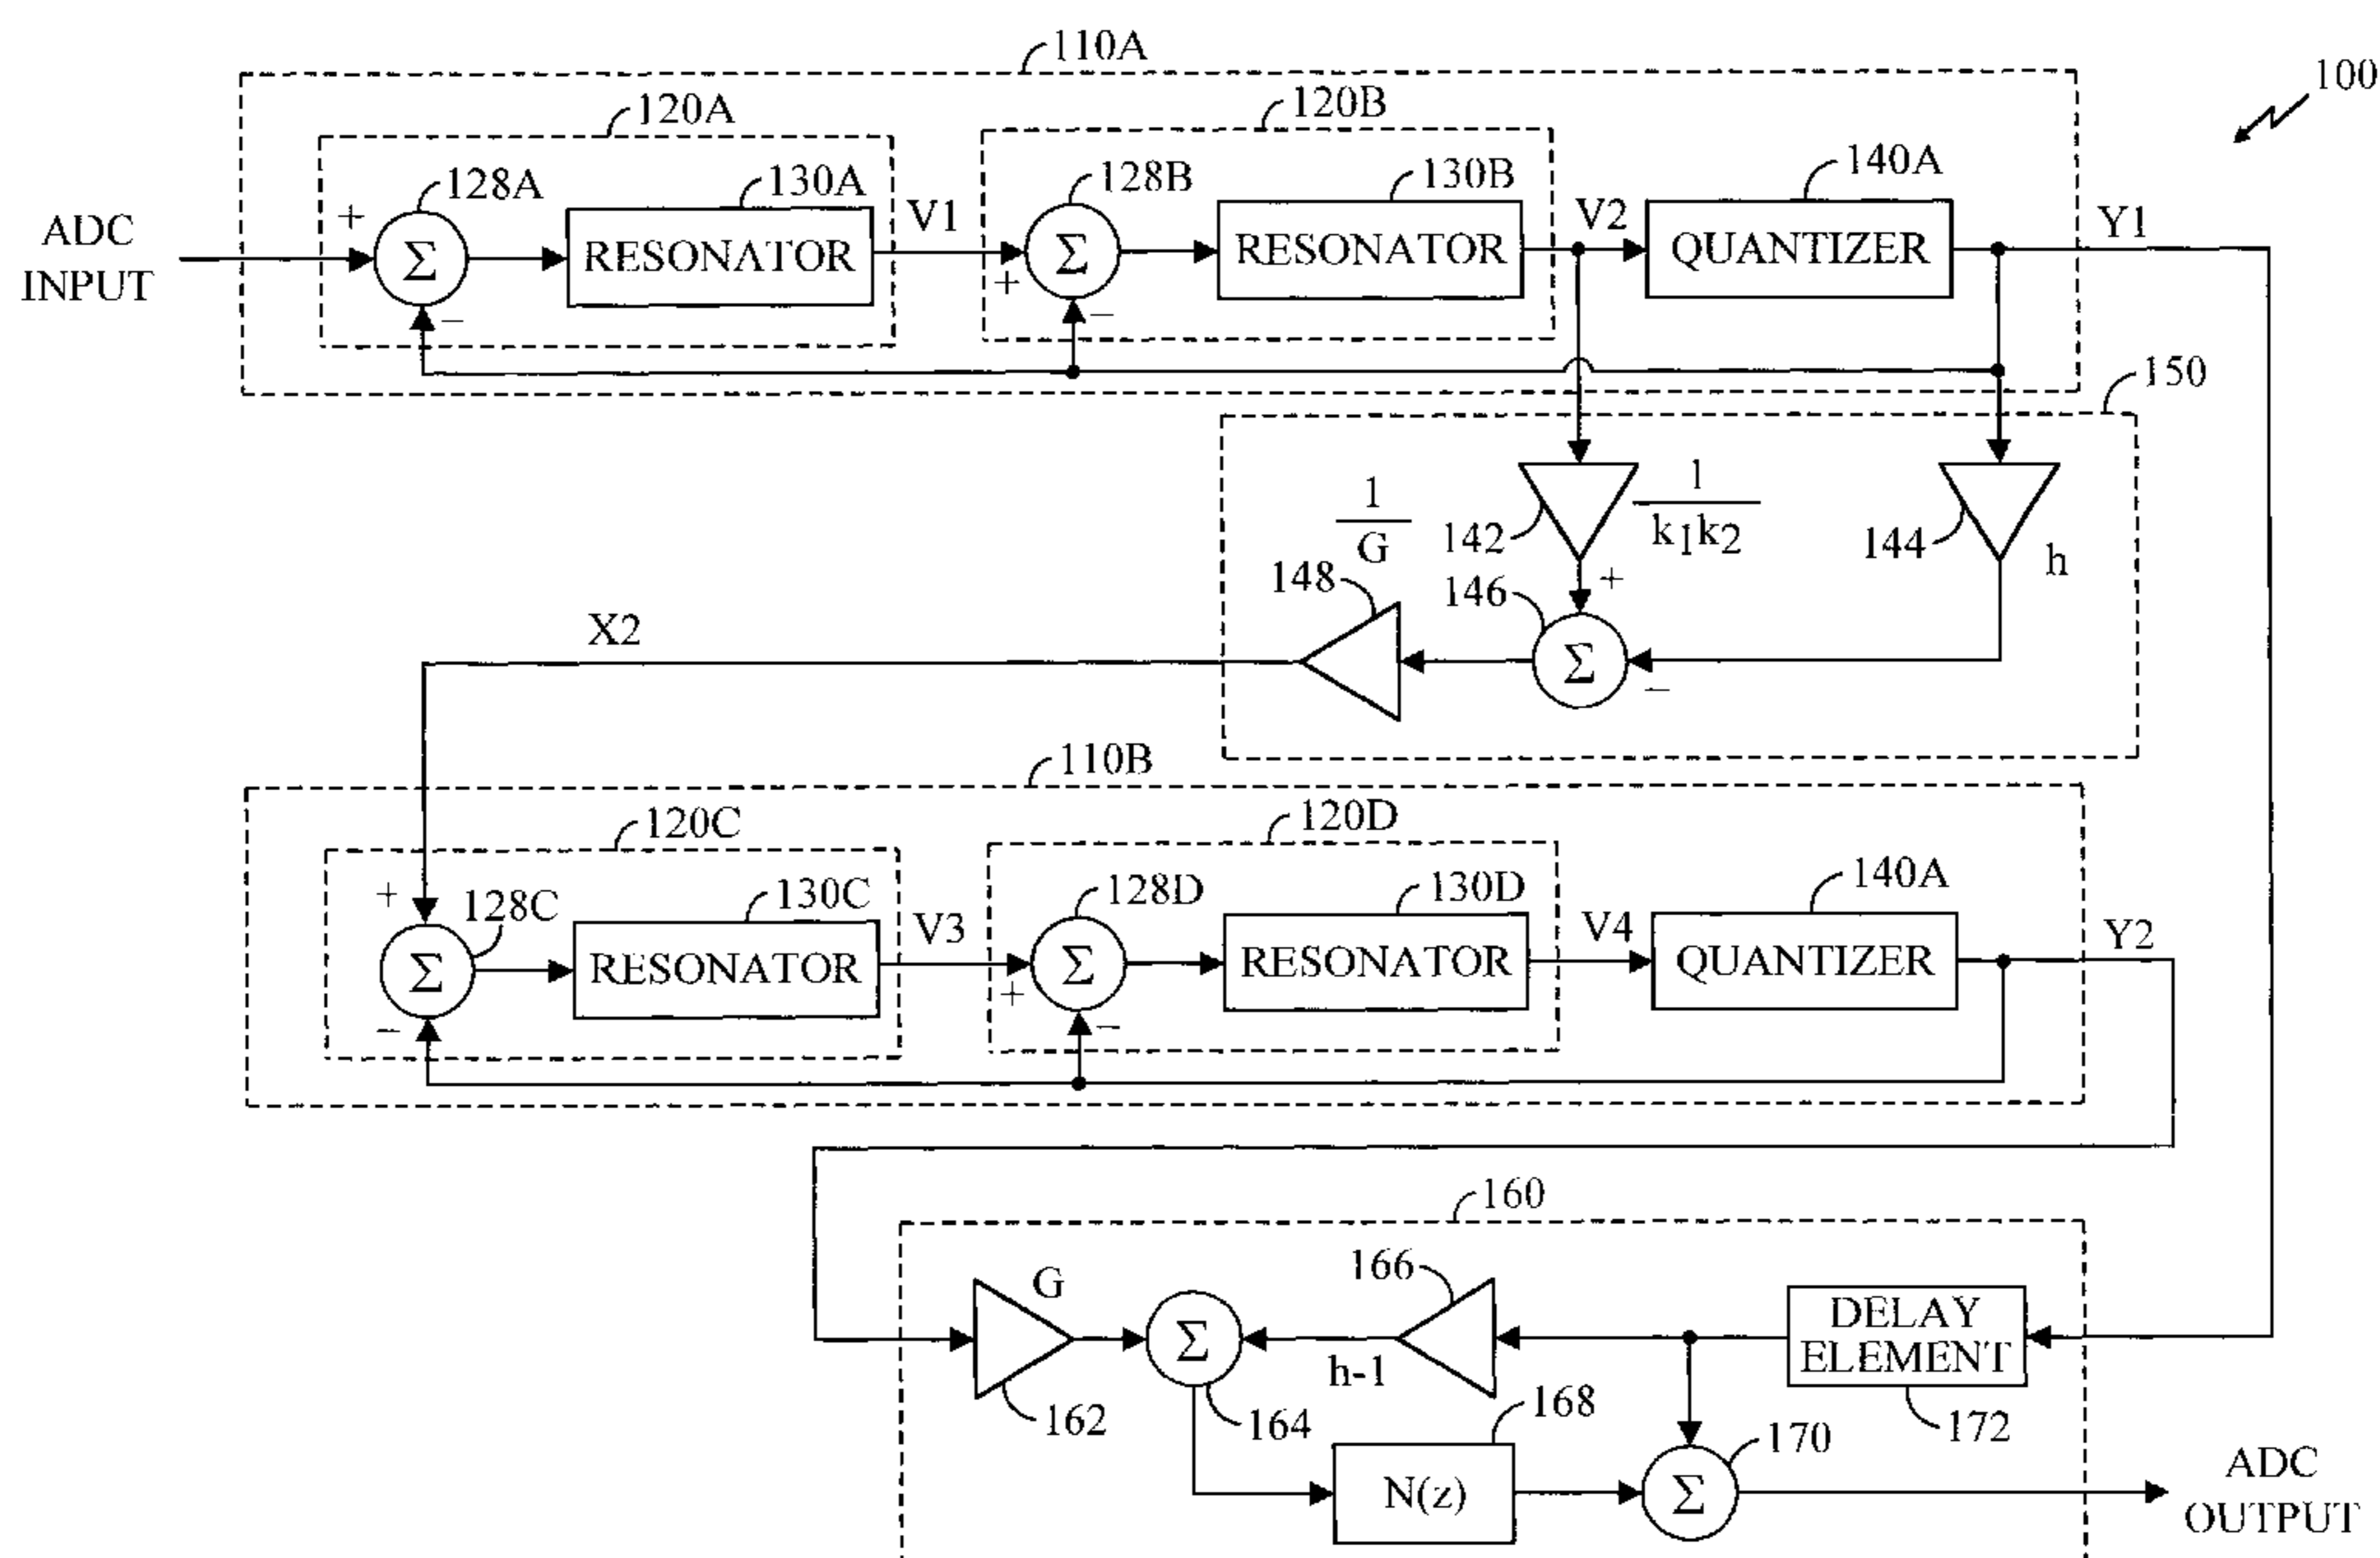 110A
100
120A
120B
128A
130A
128B
130B
140A
ADC
INPUT
+
Σ
−
RESONATOR
V1
+
Σ
−
RESONATOR
V2
QUANTIZER
Y1
150
1
G
142
1
k1k2
144
h
148
146
+
Σ
−
X2
110B
120C
120D
+
128C
130C
128D
130D
140A
Σ
−
RESONATOR
V3
+
Σ
−
RESONATOR
V4
QUANTIZER
Y2
160
G
166
Σ
h-1
DELAY
ELEMENT
162
164
168
172
N(z)
170
Σ
ADC
OUTPUT